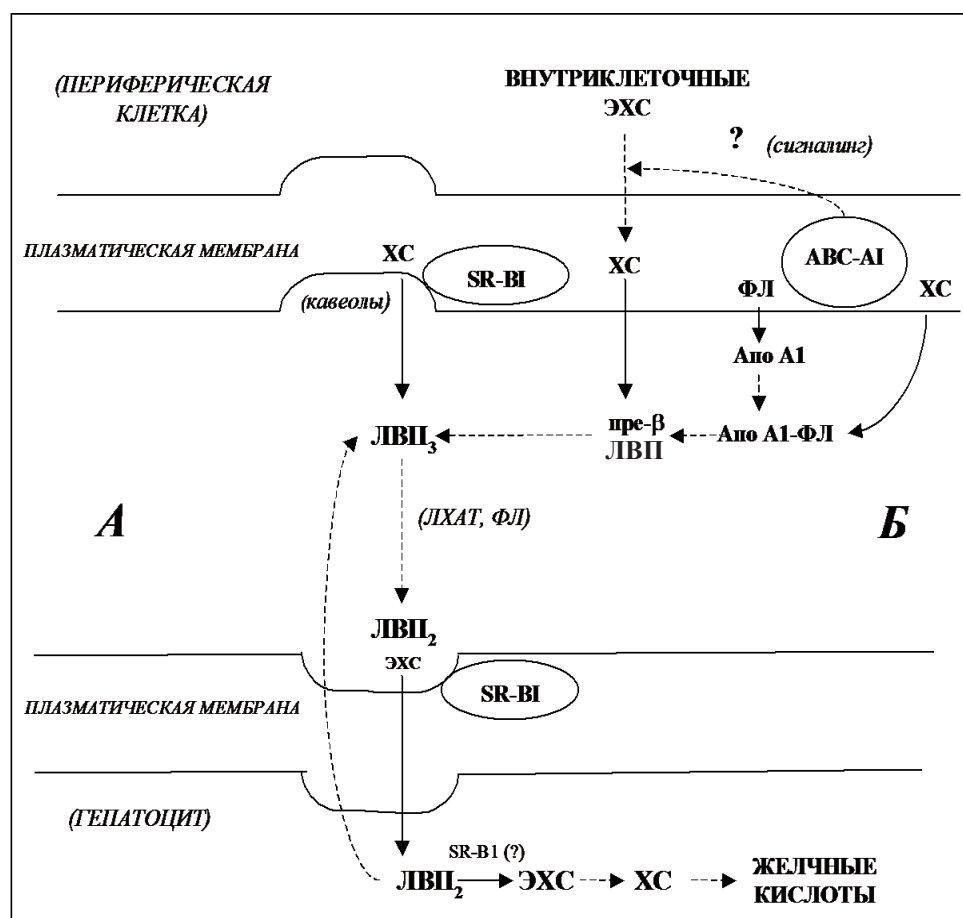 (ПЕРИФЕРИЧЕСКАЯ
КЛЕТКА)
ВНУТРИКЛЕТОЧНЫЕ
ЭХС
? (сигналинг)
ПЛАЗМАТИЧЕСКАЯ МЕМБРАНА
ХС
SR-BI
ХС
ABC-AI
ФЛ
ХС
(кавеолы)
Апо А1
ЛВП3
пре-β
ЛВП
Апо А1-ФЛ
А
(ЛХАТ, ФЛ)
Б
ЛВП2
ЭХС
SR-BI
ПЛАЗМАТИЧЕСКАЯ МЕМБРАНА
(ГЕПАТОЦИТ)
SR-B1 (?)
ЛВП2
ЭХС
ХС
ЖЕЛЧНЫЕ
КИСЛОТЫ